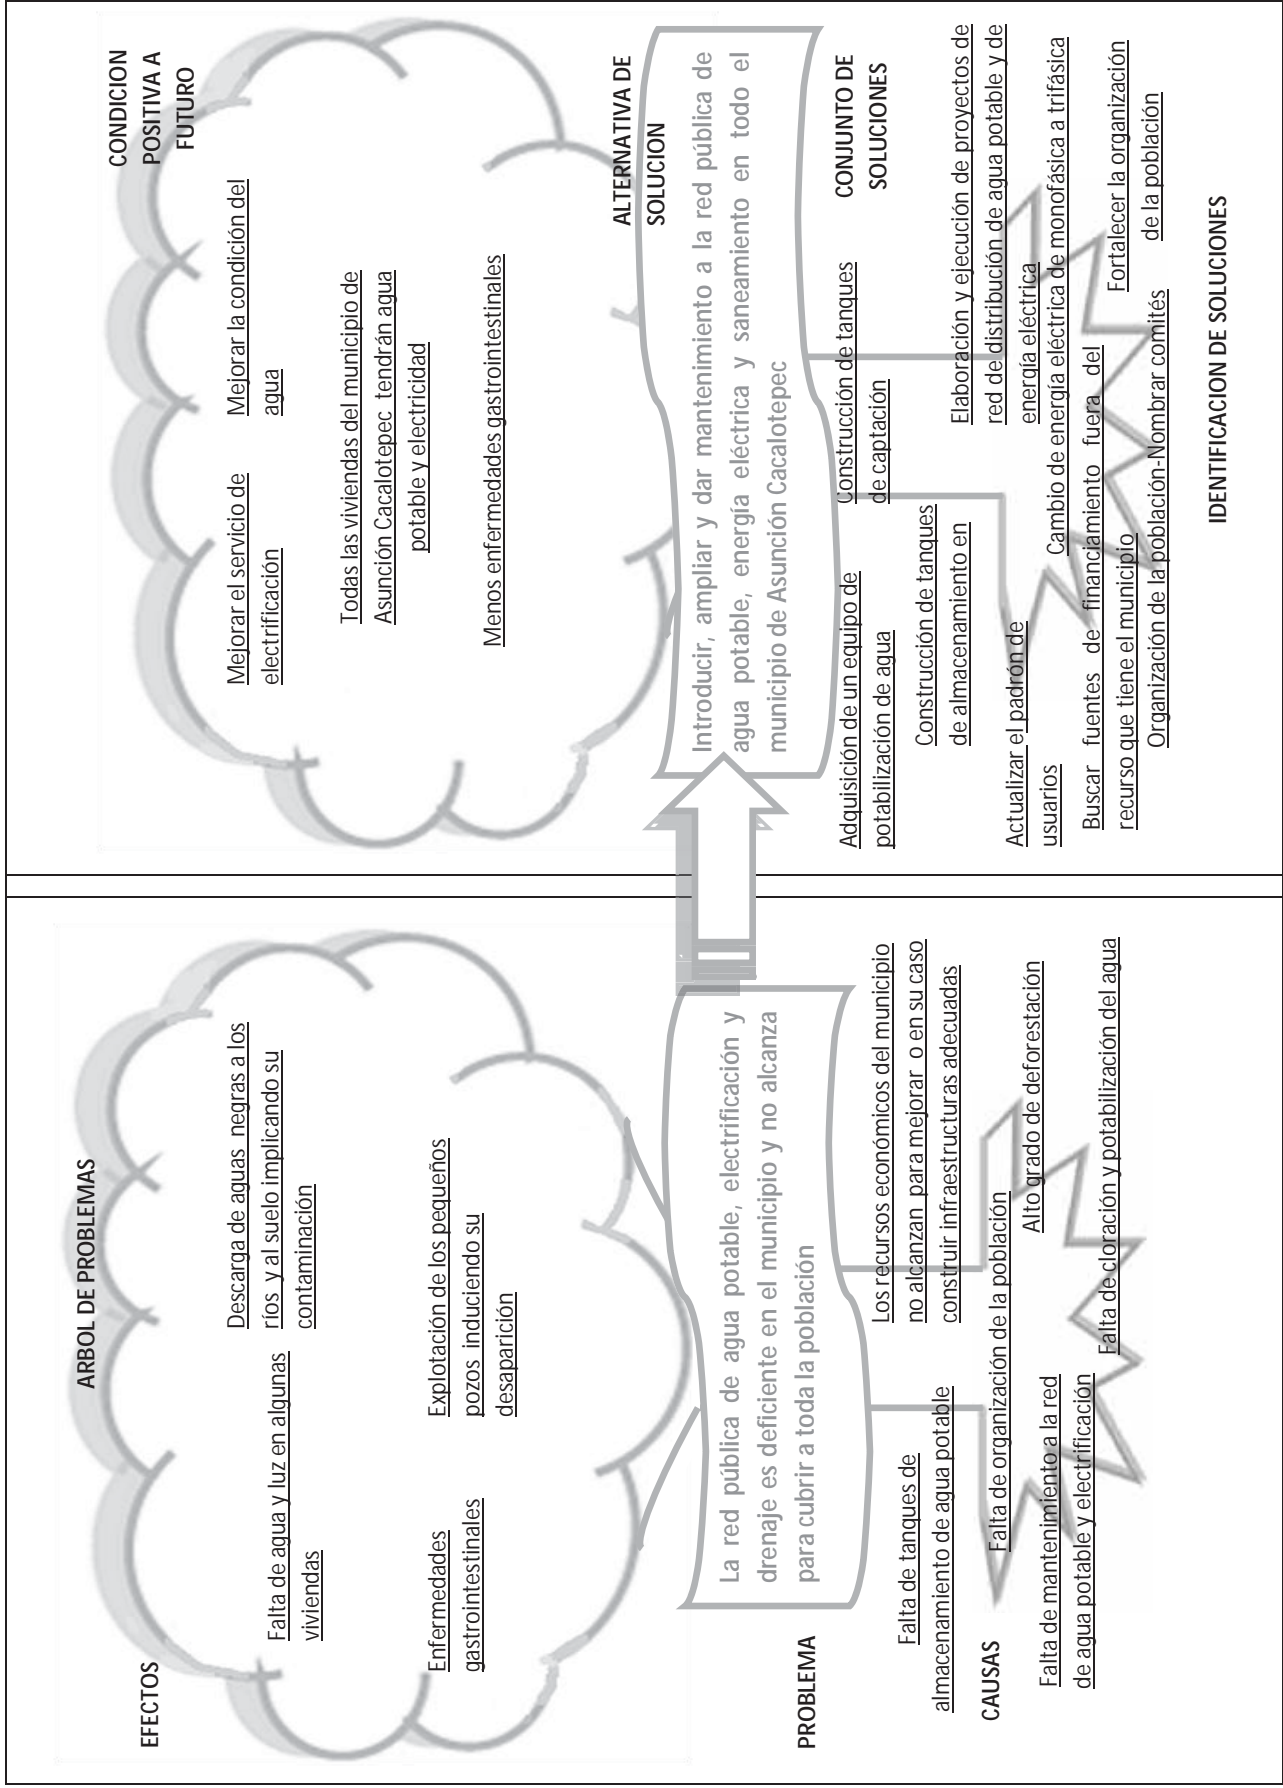 ARBOL DE PROBLEMAS
EFECTOS
Descarga de aguas negras a los
ríos y al suelo implicando su
contaminación
Falta de agua y luz en algunas
viviendas
Explotación de los pequeños
pozos induciendo su
desaparición
Enfermedades
gastrointestinales
PROBLEMA
La red pública de agua potable, electrificación y
drenaje es deficiente en el municipio y no alcanza
para cubrir a toda la población
Los recursos económicos del municipio
no alcanzan para mejorar o en su caso
construir infraestructuras adecuadas
Falta de tanques de
almacenamiento de agua potable
CAUSAS
Falta de organización de la población
Alto grado de deforestación
Falta de mantenimiento a la red
de agua potable y electrificación
Falta de cloración y potabilización del agua
CONDICION
POSITIVA A
FUTURO
Mejorar el servicio de
electrificación
Mejorar la condición del
agua
Todas las viviendas del municipio de
Asunción Cacalotepec tendrán agua
potable y electricidad
Menos enfermedades gastrointestinales
ALTERNATIVA DE
SOLUCION
Introducir, ampliar y dar mantenimiento a la red pública de
agua potable, energía eléctrica y saneamiento en todo el
municipio de Asunción Cacalotepec
CONJUNTO DE
SOLUCIONES
Adquisición de un equipo de
potabilización de agua
Construcción de tanques
de captación
Construcción de tanques
de almacenamiento en
Elaboración y ejecución de proyectos de
red de distribución de agua potable y de
energía eléctrica
Actualizar el padrón de
usuarios
Cambio de energía eléctrica de monofásica a trifásica
Buscar fuentes de financiamiento fuera del
recurso que tiene el municipio
Fortalecer la organización
de la población
Organización de la población-Nombrar comités
IDENTIFICACION DE SOLUCIONES